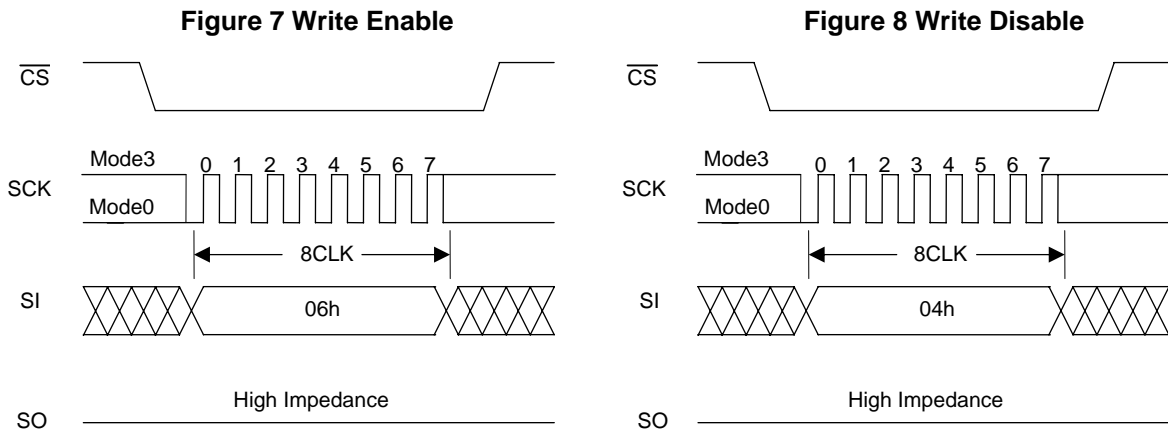 Figure 7 Write Enable
CS
Mode3
0 1 2 3 4 5 6 7
SCK
Mode0
8CLK
SI
06h
High Impedance
SO
Figure 8 Write Disable
CS
Mode3
0 1 2 3 4 5 6 7
SCK
Mode0
8CLK
SI
04h
High Impedance
SO